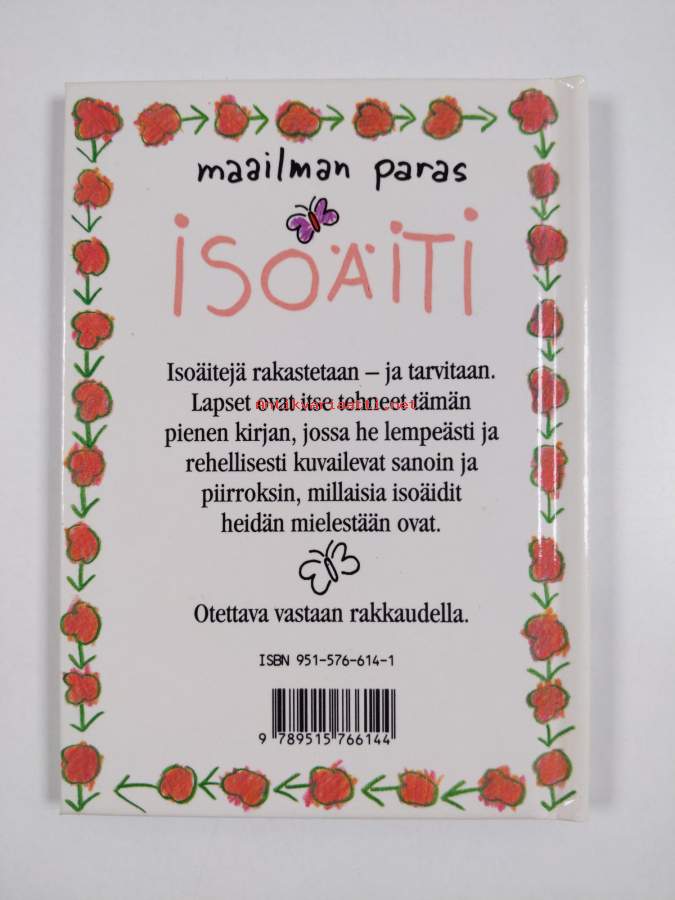 maailman paras
ISOÄITI
Isoäitejä rakastetaan – ja tarvitaan.
Lapset ovat itse tehneet tämän
Antikvariaatti.net
pienen kirjan, jossa he lempeästi ja
rehellisesti kuvailevat sanoin ja
piirroksin, millaisia isoäidit
heidän mielestään ovat.
Otettava vastaan rakkaudella.
ISBN 951-576-614-1
9 789515 766144